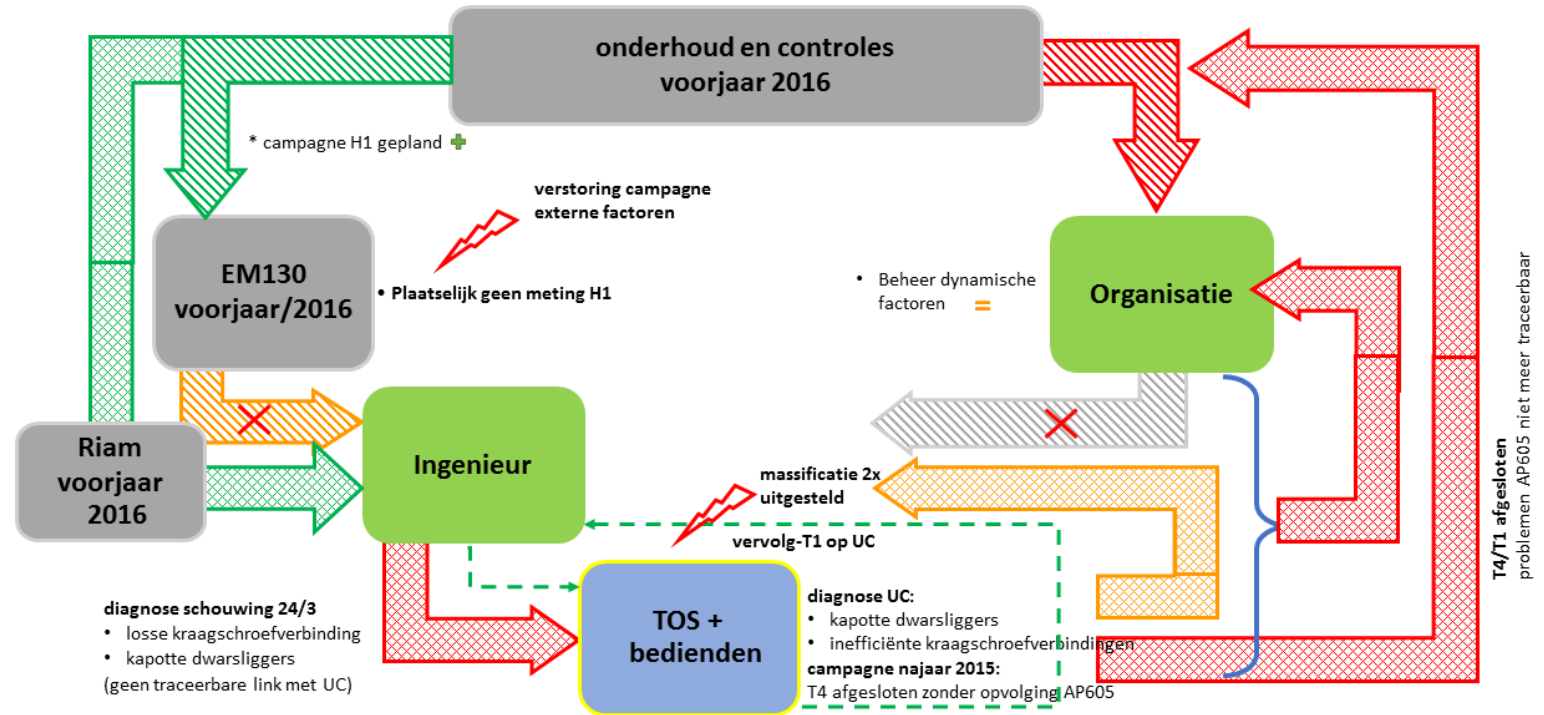 onderhoud en controles
voorjaar 2016
* campagne H1 gepland
verstoring campagne
externe factoren
EM130
voorjaar/2016
• Plaatselijk geen meting H1
• Beheer dynamische
factoren =
Organisatie
Riam
voorjaar
2016
Ingenieur
massificatie 2x
uitgesteld
vervolg-T1 op UC
diagnose schouwing 24/3
• losse kraagschroefverbinding
• kapotte dwarsliggers
(geen traceerbare link met UC)
TOS +
bedienden
diagnose UC:
• kapotte dwarsliggers
• inefficiënte kraagschroefverbindingen
campagne najaar 2015:
T4 afgesloten zonder opvolging AP605
T4/T1 afgesloten
problemen AP605 niet meer traceerbaar